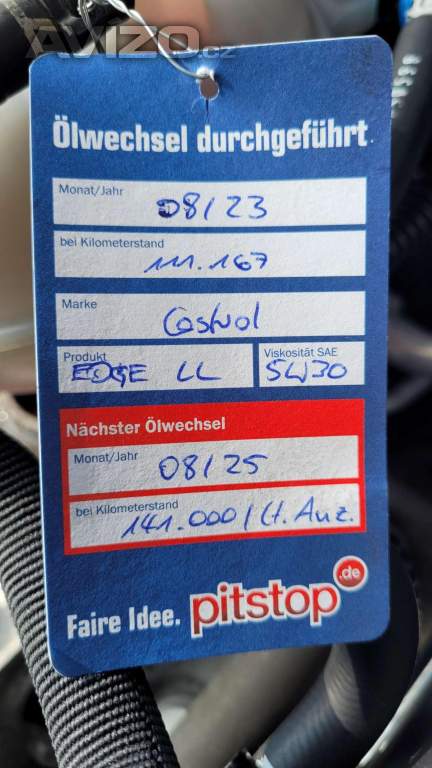 AVIZO.cz
Ölwechsel durchgeführt
Monat/Jahr
08/23
bei Kilometerstand
111.167
Marke
Castrol
Produkt
EDGE LL
Viskosität SAE
5W30
Nächster Ölwechsel
Monat/Jahr
08/25
bei Kilometerstand
141.000/Lt. Anz.
Faire Idee. pitstop.de